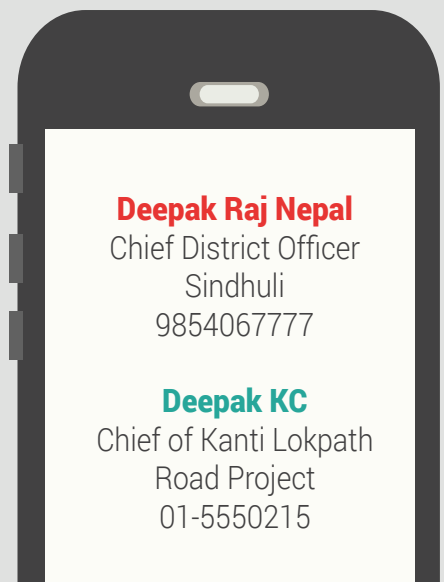 Deepak Raj Nepal
Chief District Officer
Sindhuli
9854067777
Deepak KC
Chief of Kanti Lokpath
Road Project
01-5550215